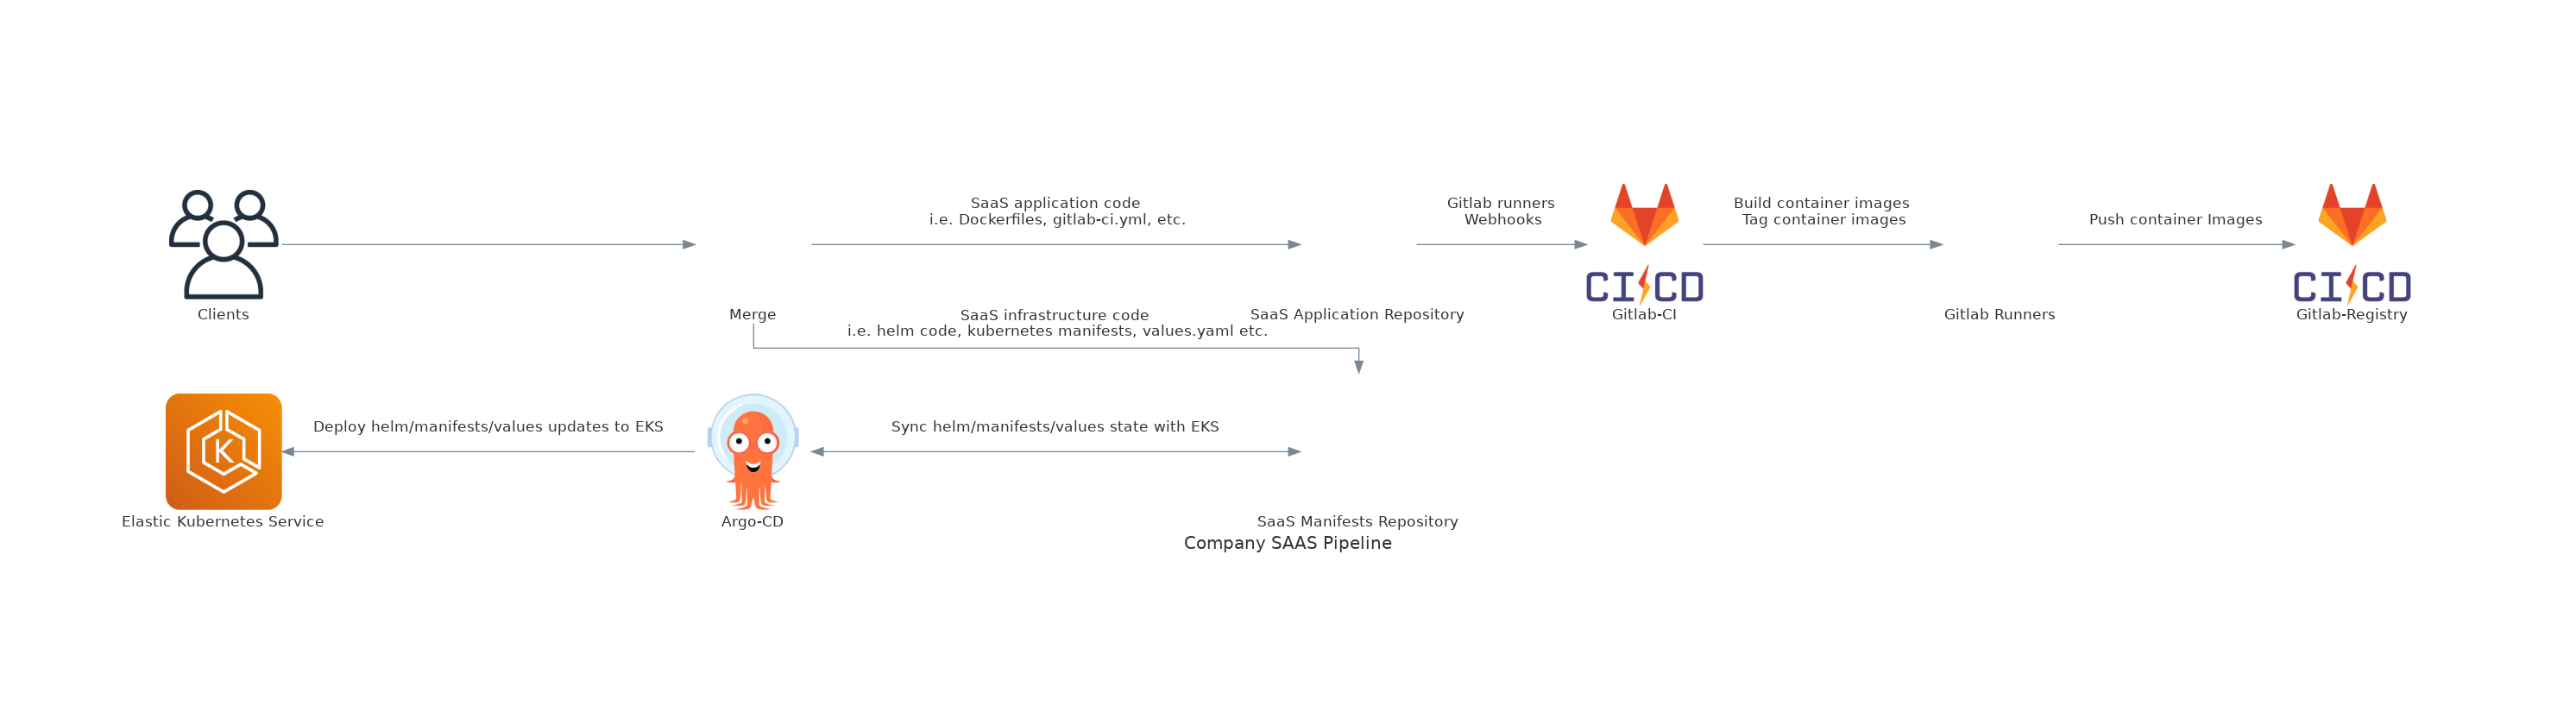 SaaS application code
i.e. Dockerfiles, gitlab-ci.yml, etc.
Gitlab runners
Webhooks
Build container images
Tag container images
Push container Images
CI CD
CI CD
Clients
Merge
SaaS infrastructure code
i.e. helm code, kubernetes manifests, values.yaml etc.
SaaS Application Repository
Gitlab-CI
Gitlab Runners
Gitlab-Registry
Deploy helm/manifests/values updates to EKS
Sync helm/manifests/values state with EKS
K
Elastic Kubernetes Service
Argo-CD
SaaS Manifests Repository
Company SAAS Pipeline